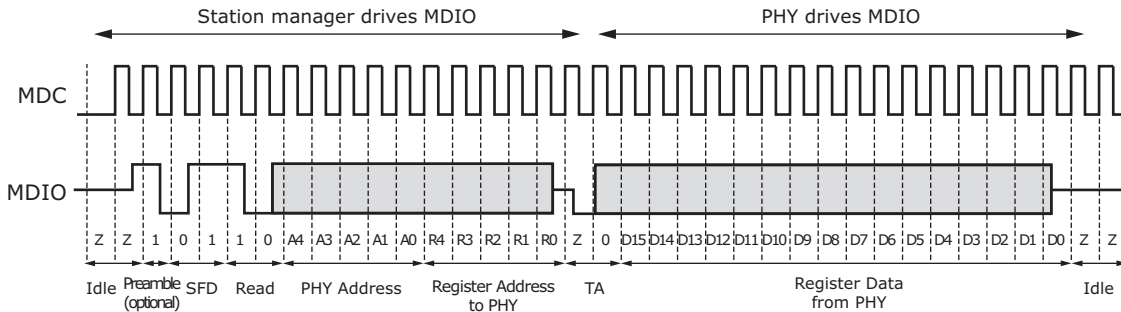 Station manager drives MDIO PHY drives MDIO
MDC
MDIO
Z Z 1 0 1 1 0 A4 A3 A2 A1 A0 R4 R3 R2 R1 R0 Z 0 D15 D14 D13 D12 D11 D10 D9 D8 D7 D6 D5 D4 D3 D2 D1 D0 Z Z
Idle Preamble SFD Read PHY Address Register Address TA Register Data Idle
(optional) to PHY from PHY